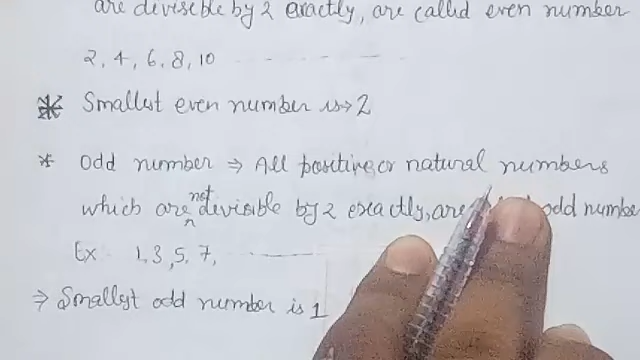 are devisible by 2 exactly, are called even number
2, 4, 6, 8, 10 ---------
* Smallest even number is → 2
* Odd number ⇒ All positive or natural numbers
which are not devisible by 2 exactly, are odd number
Ex 1, 3, 5, 7, ---------
⇒ Smallest odd number is 1